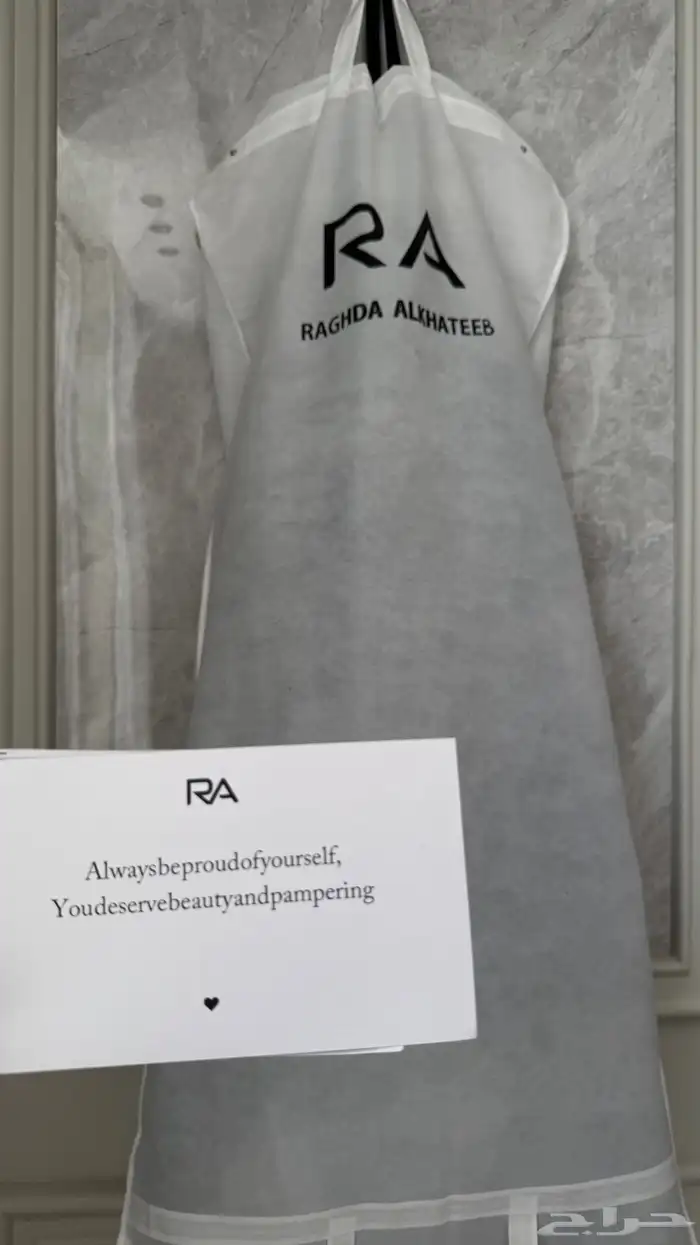 RA
RAGHDA ALKHATEEB
RA
Alwaysbeproudofyourself,
Youdeservebeautyandpampering
حراج